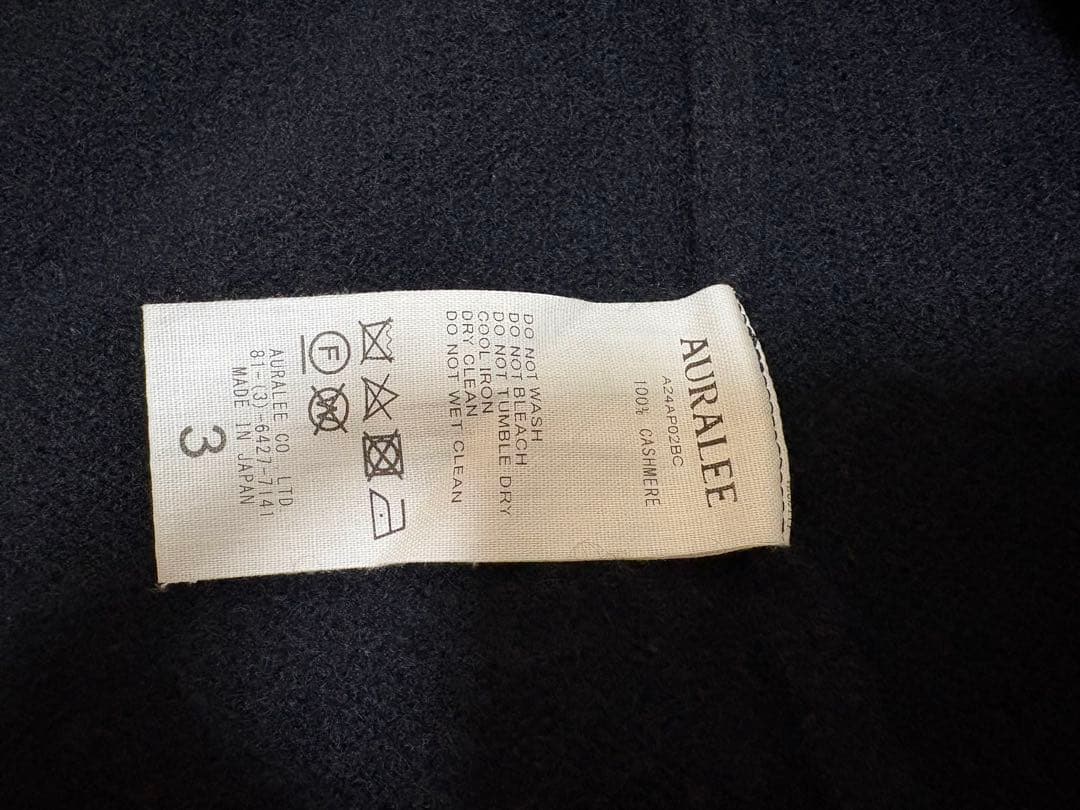 AURALEE
A24AP02BC
100% CASHMERE
DO NOT WASH
DO NOT BLEACH
DO NOT TUMBLE DRY
COOL IRON
DRY CLEAN
DO NOT WET CLEAN
F
W
AURALEE CO LTD
81-(3)-6427-7141
MADE IN JAPAN
3